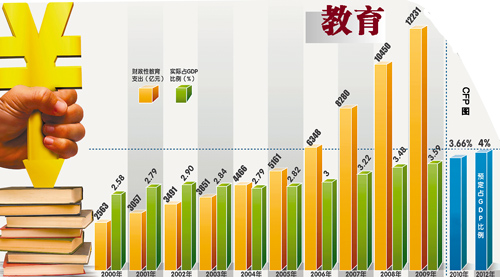 教育
财政性教育
支出（亿元）
实际占GDP
比例（%）
2563
2.58
3057
2.79
3491
2.90
3851
2.84
4466
2.79
5161
2.82
6348
3
8280
3.22
10450
3.48
12231
3.59
CFP 图
3.66%
4%
预定占GDP比例
2000年
2001年
2002年
2003年
2004年
2005年
2006年
2007年
2008年
2009年
2010年
2012年